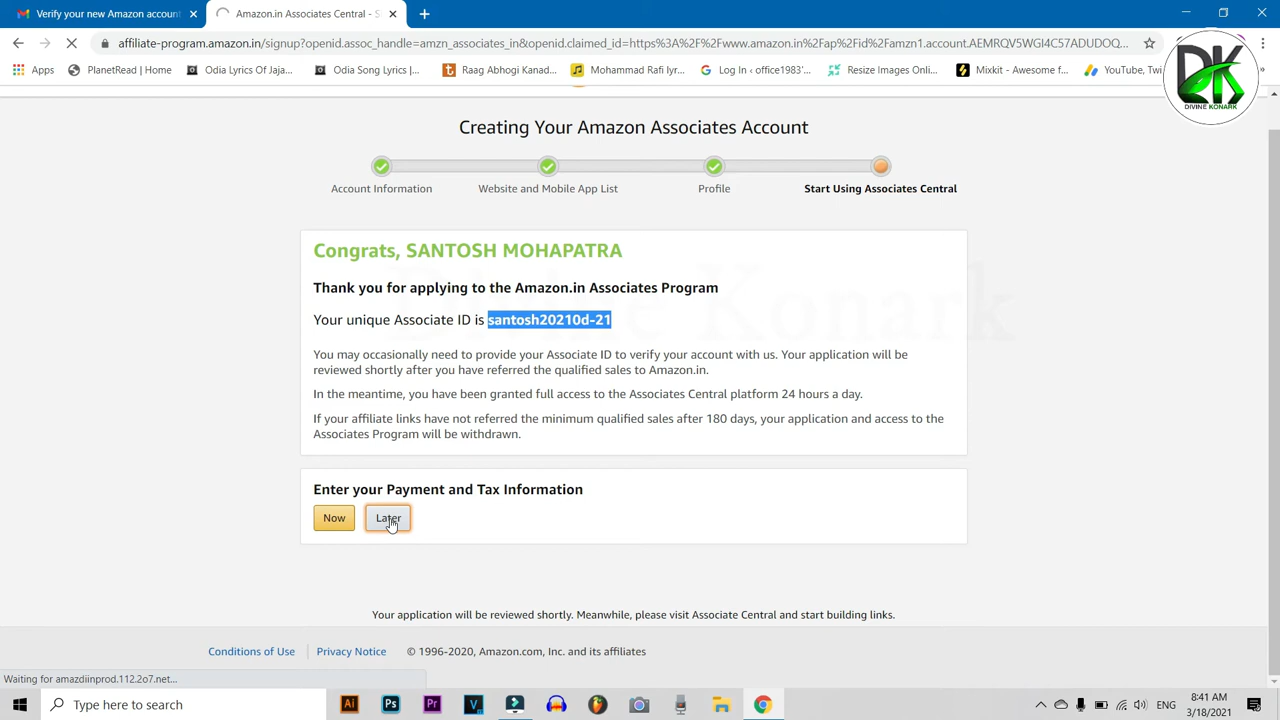 Verify your new Amazon account
Amazon.in Associates Central - S
affiliate-program.amazon.in/signup?openid.assoc_handle=amzn_associates_in&openid.claimed_id=https%3A%2F%2Fwww.amazon.in%2Fap%2Fid%2Famzn1.account.AEMRQV5WGI4C57ADUDOQ...
Apps
PlanetRead | Home
Odia Lyrics Of Jaja...
Odia Song Lyrics |...
Raag Abhogkanad...
Mohammad Rafi lyr...
Log In ‹ office1983'...
Resize Images Onli...
Mixkit - Awesome f...
YouTube, Twi
DK
DIVINE KONARK
Creating Your Amazon Associates Account
Account Information
Website and Mobile App List
Profile
Start Using Associates Central
Congrats, SANTOSH MOHAPATRA
Thank you for applying to the Amazon.in Associates Program
Your unique Associate ID is santosh20210d-21
Divine Konark
You may occasionally need to provide your Associate ID to verify your account with us. Your application will be
reviewed shortly after you have referred the qualified sales to Amazon.in.
In the meantime, you have been granted full access to the Associates Central platform 24 hours a day.
If your affiliate links have not referred the minimum qualified sales after 180 days, your application and access to the
Associates Program will be withdrawn.
Enter your Payment and Tax Information
Now
Later
Your application will be reviewed shortly. Meanwhile, please visit Associate Central and start building links.
Conditions of Use
Privacy Notice
© 1996-2020, Amazon.com, Inc. and its affiliates
Waiting for amazdiinprod.112.2o7.net...
Type here to search
Ai
Ps
Pr
V
ENG
8:41 AM
3/18/2021